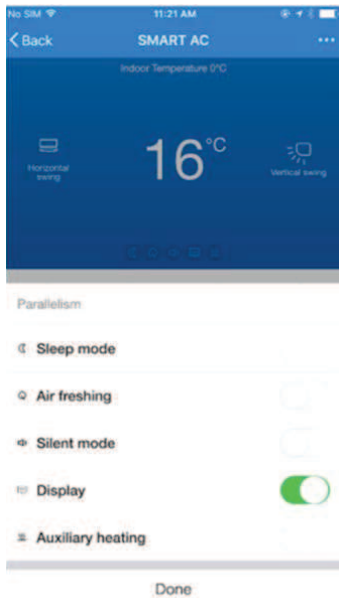 No SIM 11:21 AM
Back SMART AC
Indoor Temperature 0°C
16°C
Horizontal
swing
Vertical swing
Parallelism
Sleep mode
Air freshing
Silent mode
Display
Auxiliary heating
Done